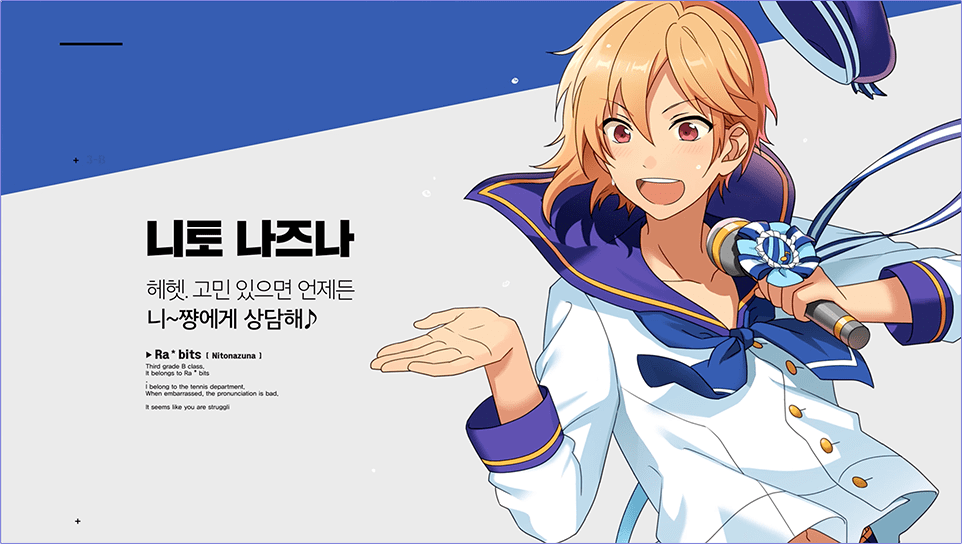 니토 나즈나
헤헷. 고민 있으면 언제든
니~쨩에게 상담해♪
▶ Ra*bits [ Nitonazuna ]
Third grade B class,
It belongs to Ra * bits
i belong to the tennis department,
When embarrassed, the pronunciation is bad,
It seems like you are struggli